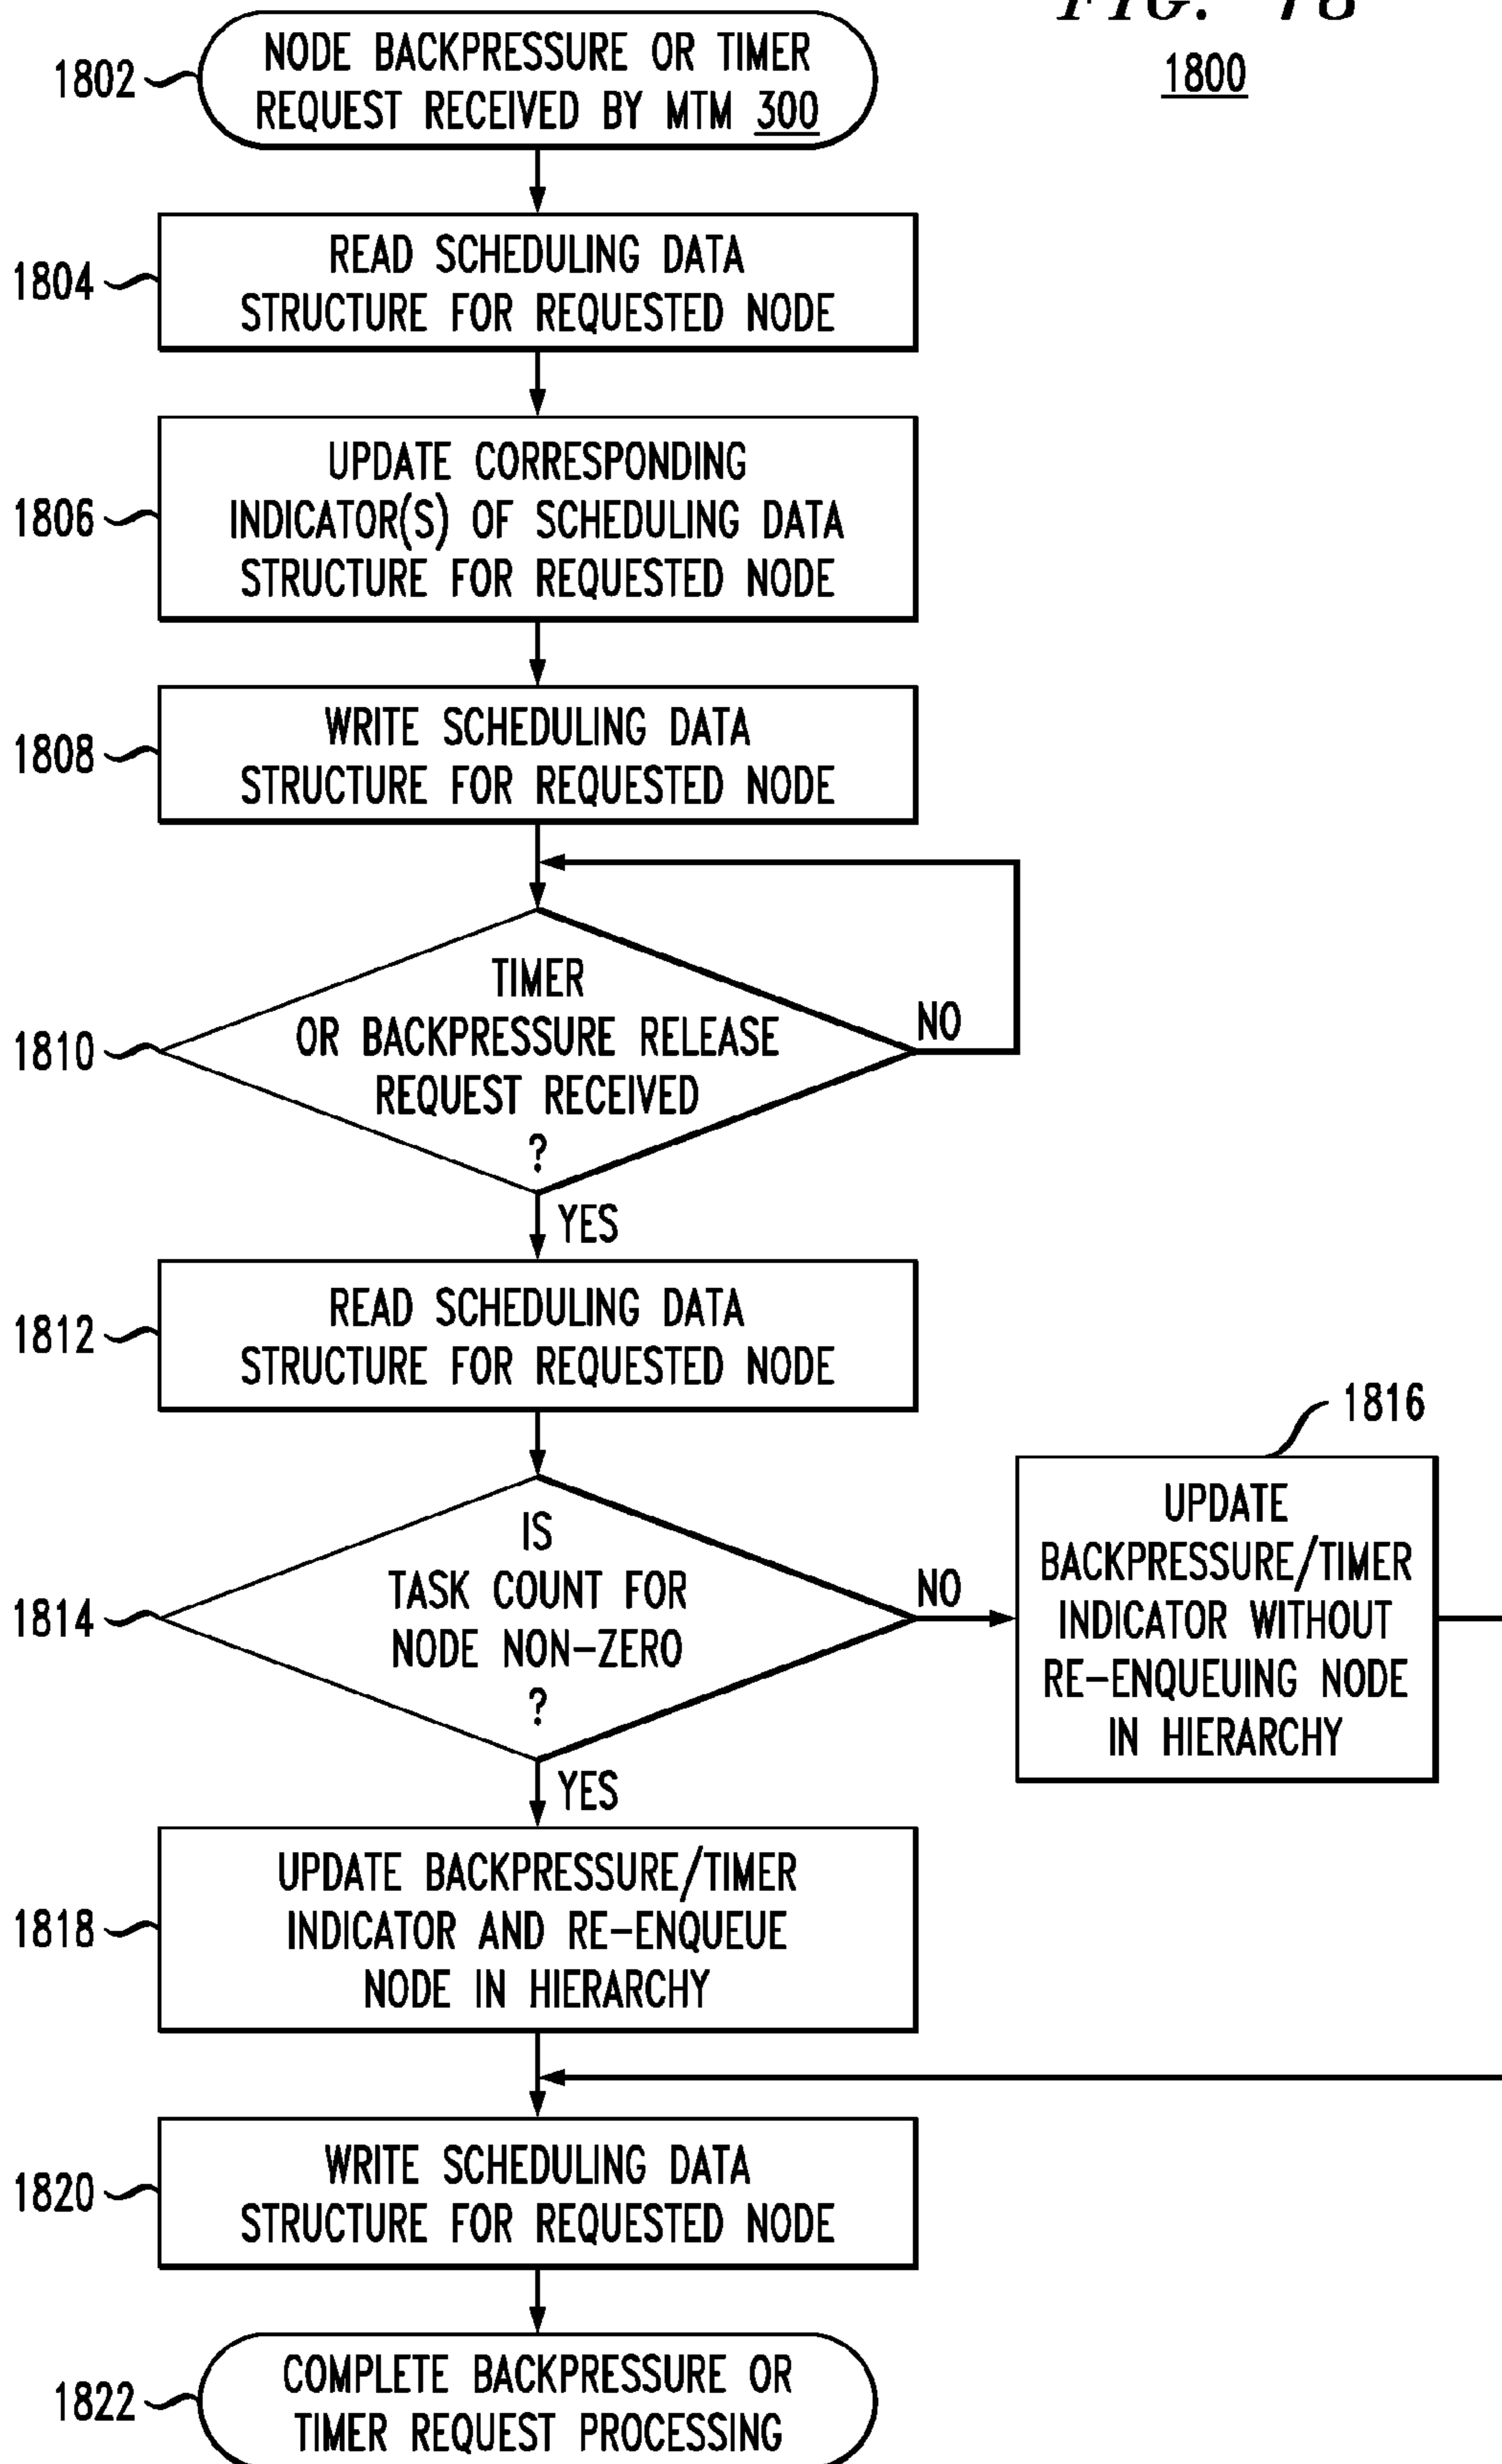 FIG. 18
1800
1802
NODE BACKPRESSURE OR TIMER
REQUEST RECEIVED BY MTM 300
1804
READ SCHEDULING DATA
STRUCTURE FOR REQUESTED NODE
1806
UPDATE CORRESPONDING
INDICATOR(S) OF SCHEDULING DATA
STRUCTURE FOR REQUESTED NODE
1808
WRITE SCHEDULING DATA
STRUCTURE FOR REQUESTED NODE
1810
TIMER
OR BACKPRESSURE RELEASE
REQUEST RECEIVED
?
NO
YES
1812
READ SCHEDULING DATA
STRUCTURE FOR REQUESTED NODE
1814
IS
TASK COUNT FOR
NODE NON-ZERO
?
NO
1816
UPDATE
BACKPRESSURE/TIMER
INDICATOR WITHOUT
RE-ENQUEUING NODE
IN HIERARCHY
YES
1818
UPDATE BACKPRESSURE/TIMER
INDICATOR AND RE-ENQUEUE
NODE IN HIERARCHY
1820
WRITE SCHEDULING DATA
STRUCTURE FOR REQUESTED NODE
1822
COMPLETE BACKPRESSURE OR
TIMER REQUEST PROCESSING